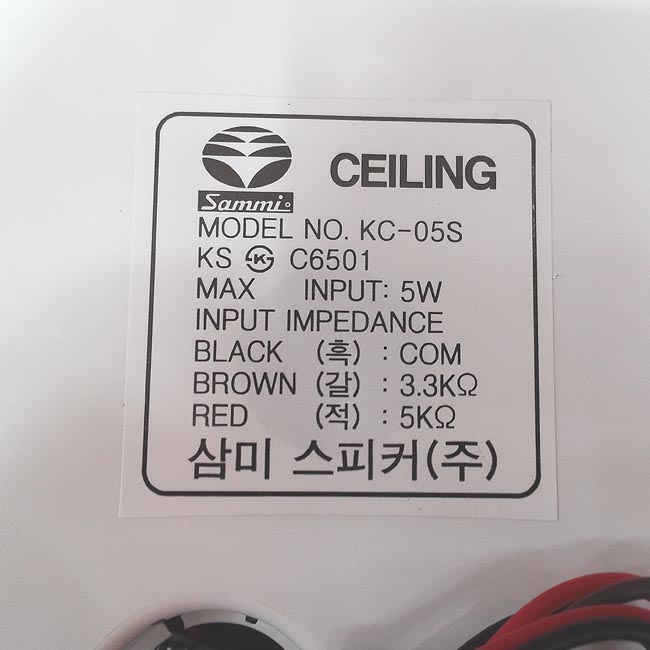 CEILING
Sammi
MODEL NO. KC-05S
KS K C6501
MAX INPUT: 5W
INPUT IMPEDANCE
BLACK (흑) : COM
BROWN (갈) : 3.3KΩ
RED (적) : 5KΩ
삼미 스피커(주)